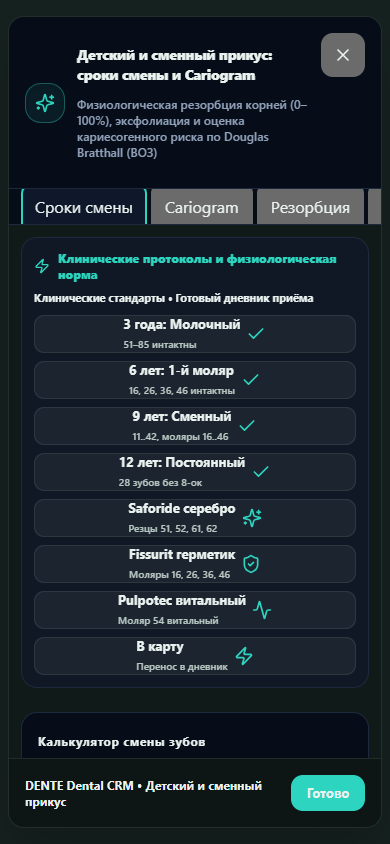 Детский и сменный прикус:
сроки смены и Cariogram
Физиологическая резорбция корней (0–
100%), эксфолиация и оценка
кариесогенного риска по Douglas
Bratthall (ВОЗ)
Сроки смены
Cariogram
Резорбция
Клинические протоколы и физиологическая
норма
Клинические стандарты • Готовый дневник приёма
3 года: Молочный
51–85 интактны
6 лет: 1-й моляр
16, 26, 36, 46 интактны
9 лет: Сменный
11..42, моляры 16..46
12 лет: Постоянный
28 зубов без 8-ок
Saforide серебро
Резцы 51, 52, 61, 62
Fissurit герметик
Моляры 16, 26, 36, 46
Pulpotec витальный
Моляр 54 витальный
В карту
Перенос в дневник
Калькулятор смены зубов
DENTE Dental CRM • Детский и сменный
прикус
Готово